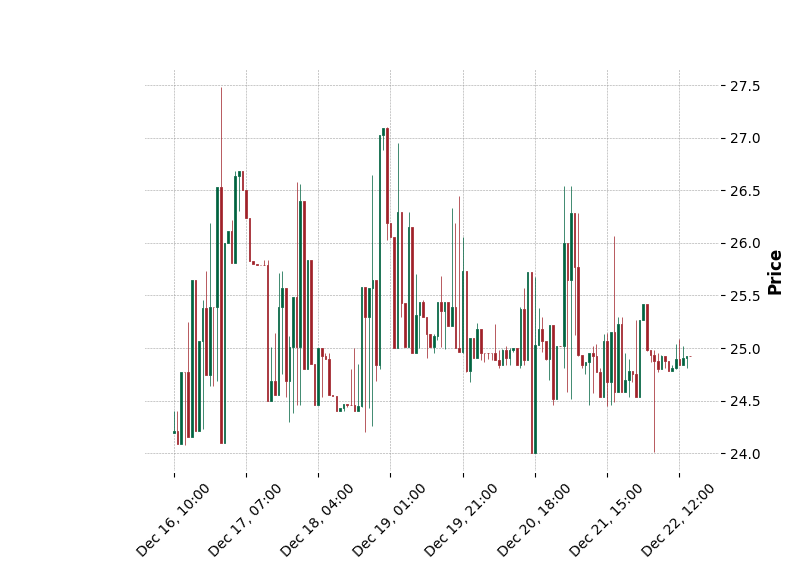 27.5
27.0
26.5
26.0
25.5
25.0
24.5
24.0
Price
Dec 16, 10:00
Dec 17, 07:00
Dec 18, 04:00
Dec 19, 01:00
Dec 19, 21:00
Dec 20, 18:00
Dec 21, 15:00
Dec 22, 12:00